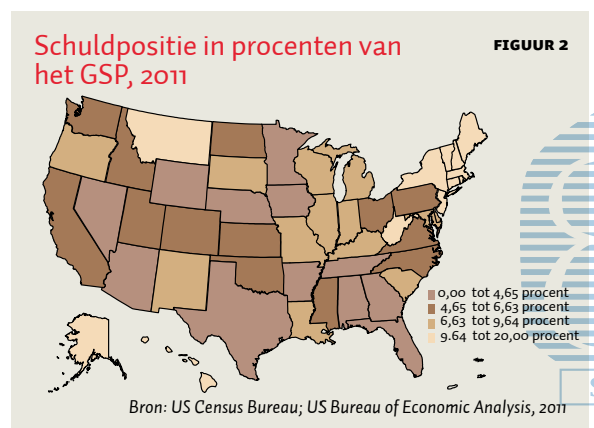 Schuldpositie in procenten van
het GSP, 2011
FIGUUR 2
0,00 tot 4,65 procent
4,65 tot 6,63 procent
6,63 tot 9,64 procent
9.64 tot 20,00 procent
Bron: US Census Bureau; US Bureau of Economic Analysis, 2011